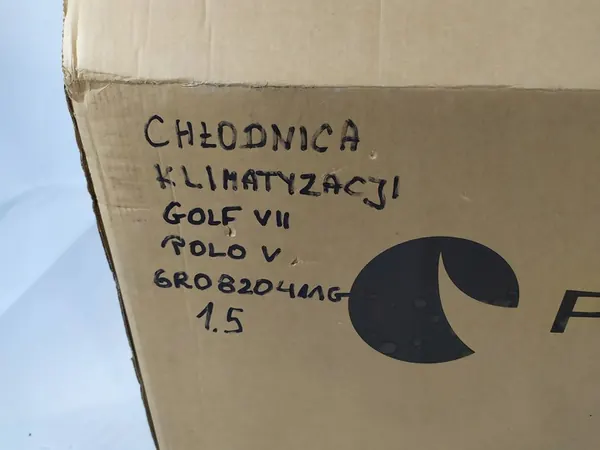 CHŁODNICA
KLIMATYZACJI
GOLF VII
POLO V
6R0820411G
1.5